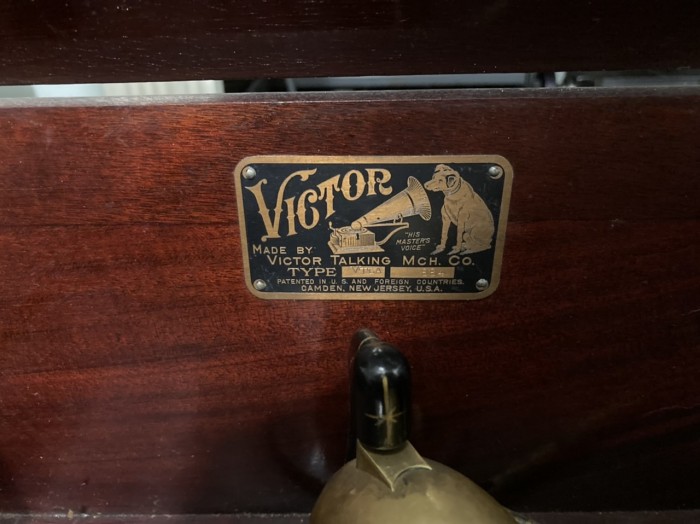 VICTOR
"HIS
MASTER'S
VOICE"
MADE BY
VICTOR TALKING MCH. CO.
TYPE
PATENTED IN U.S. AND FOREIGN COUNTRIES.
CAMDEN, NEW JERSEY, U.S.A.